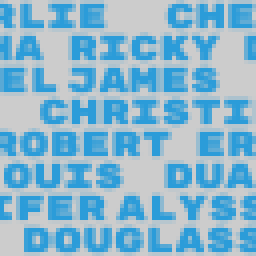 RLIE CHE
HA RICKY
EL JAMES
CHRISTI
ROBERT ER
OUIS DUA
IFER ALYSS
DOUGLASS